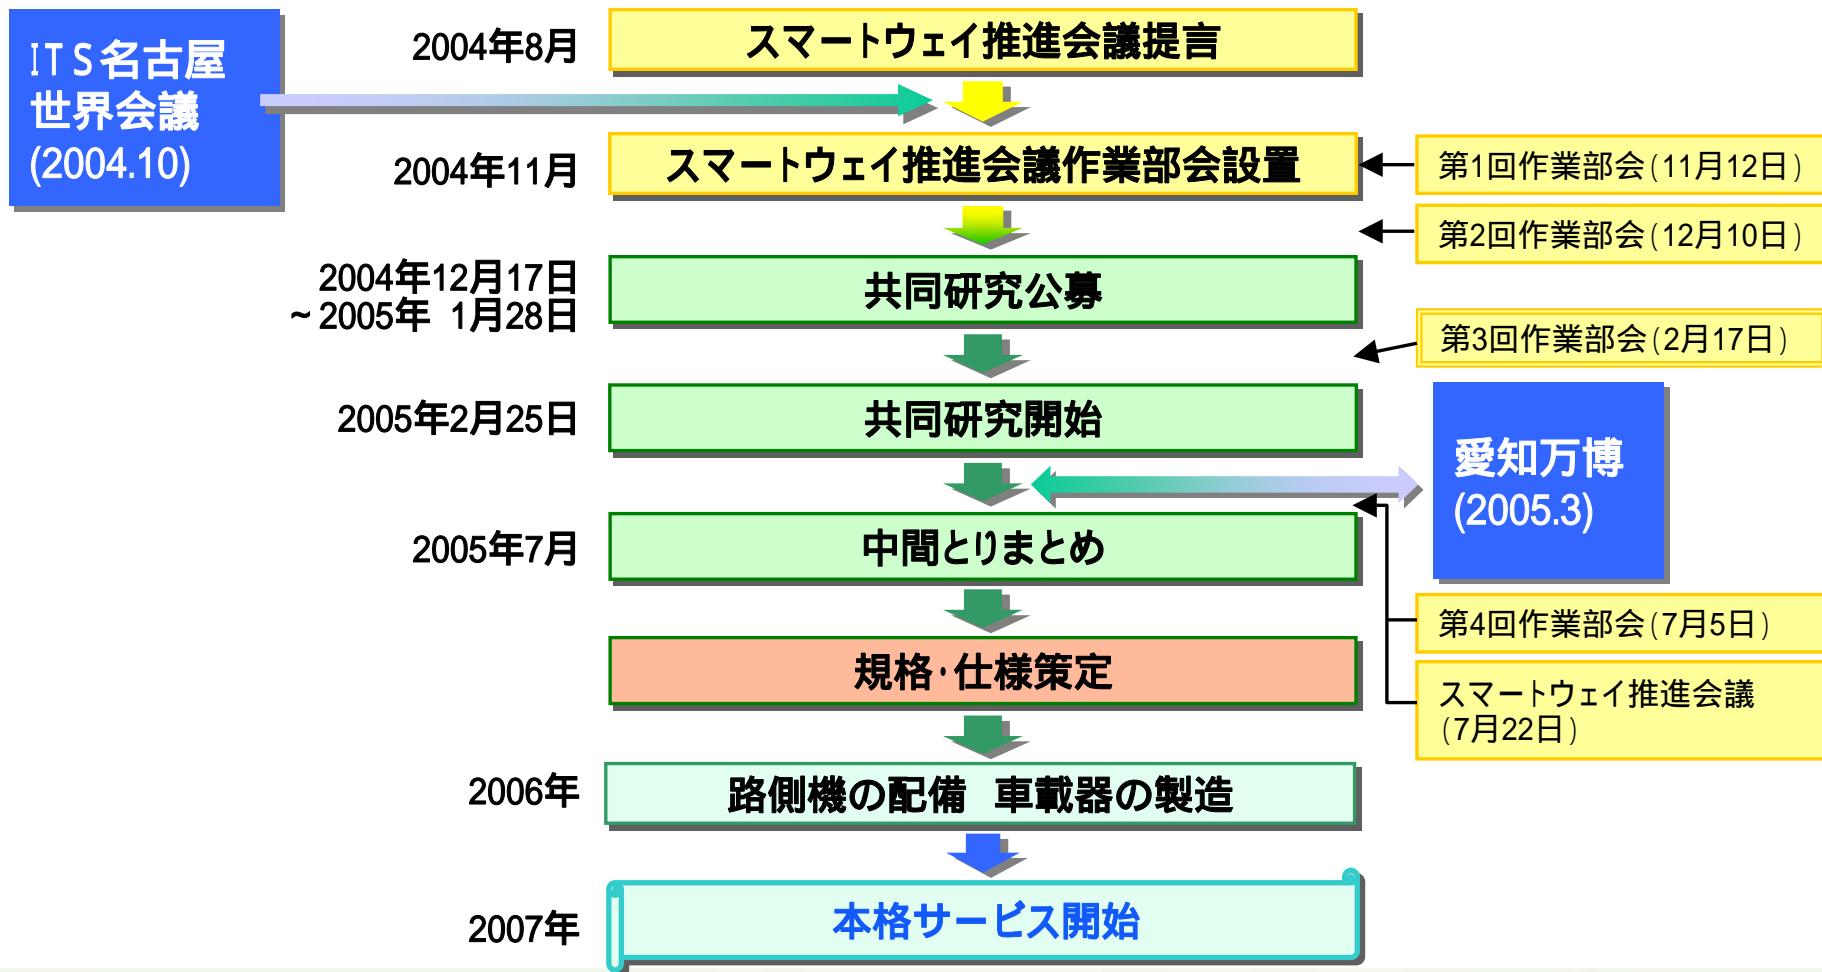 ITS名古屋
世界会議
(2004.10)
2004年8月
スマートウェイ推進会議提言
2004年11月
スマートウェイ推進会議作業部会設置
第1回作業部会(11月12日)
第2回作業部会(12月10日)
2004年12月17日
~2005年 1月28日
共同研究公募
第3回作業部会(2月17日)
2005年2月25日
共同研究開始
愛知万博
(2005.3)
2005年7月
中間とりまとめ
第4回作業部会(7月5日)
規格・仕様策定
スマートウェイ推進会議
(7月22日)
2006年
路側機の配備 車載器の製造
2007年
本格サービス開始